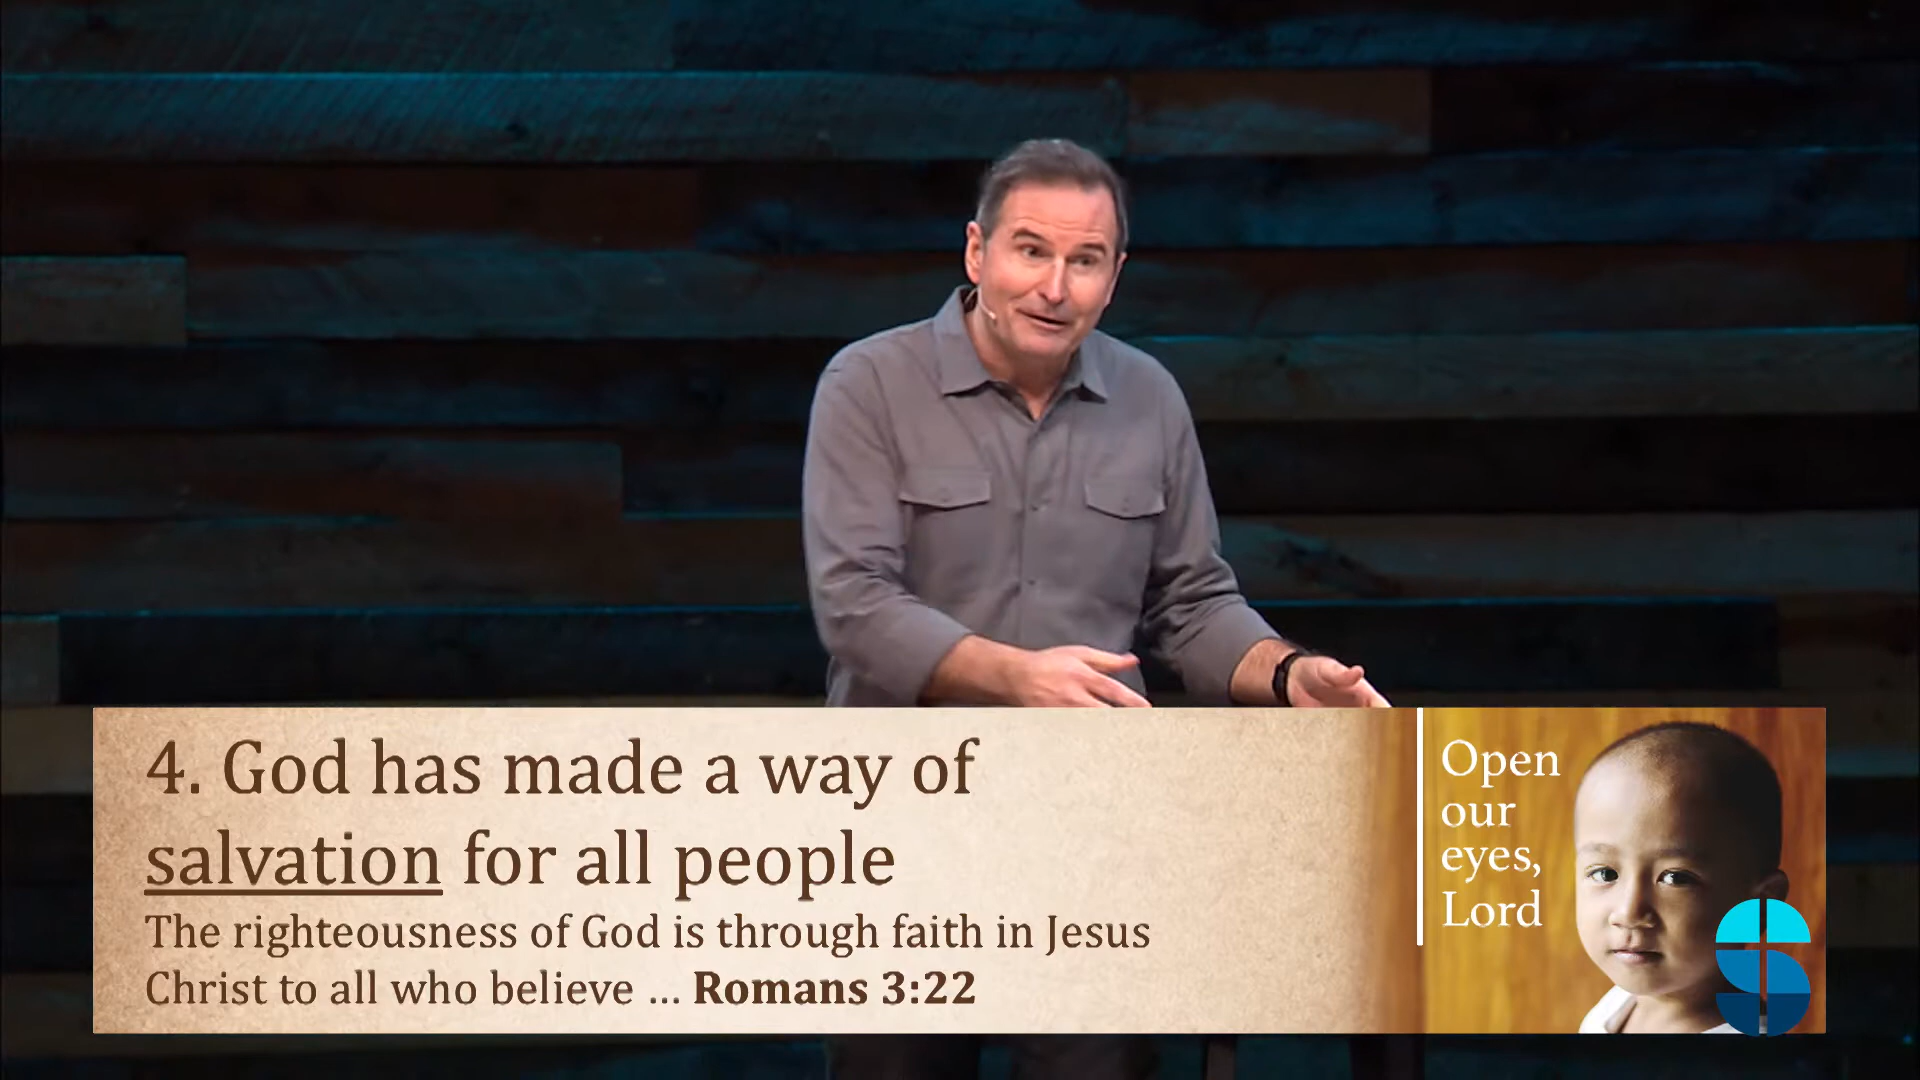 4. God has made a way of
salvation for all people
The righteousness of God is through faith in Jesus
Christ to all who believe ... Romans 3:22
Open
our
eyes,
Lord